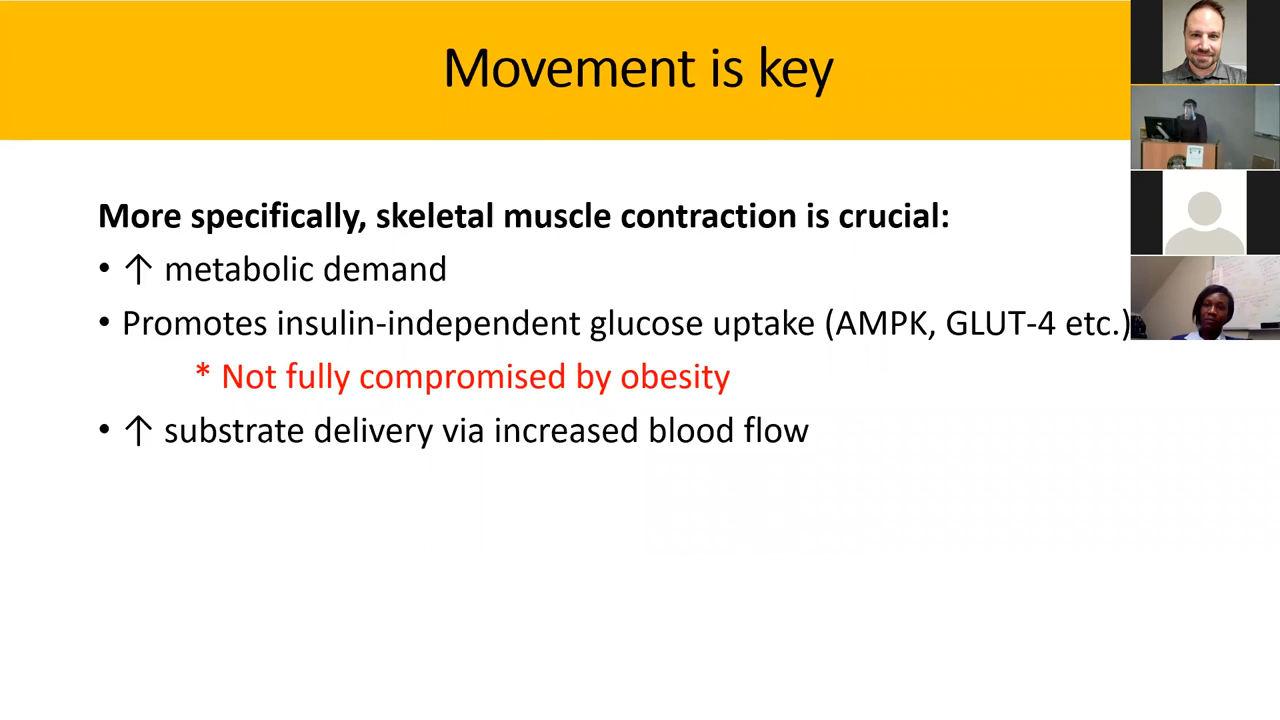 Movement is key
More specifically, skeletal muscle contraction is crucial:
• ↑ metabolic demand
• Promotes insulin-independent glucose uptake (AMPK, GLUT-4 etc.)
* Not fully compromised by obesity
• ↑ substrate delivery via increased blood flow